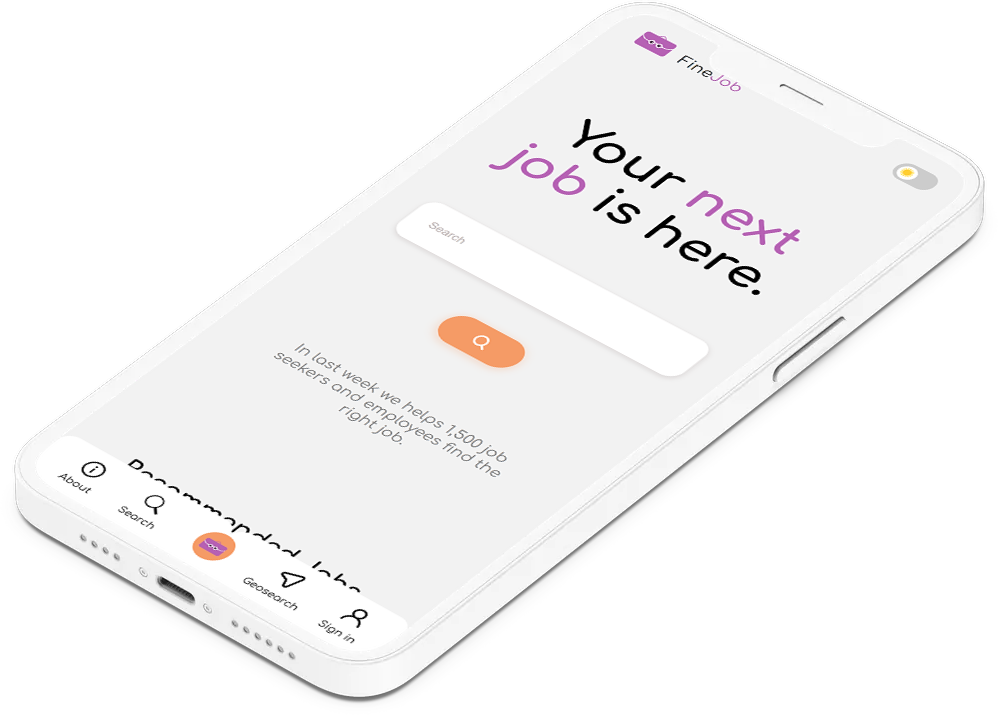 FineJob
Your next
job is here.
Search
In last week we helps 1,500 job
seekers and employees find the
right job.
Recommended Jobs
About
Search
Geosearch
Sign in